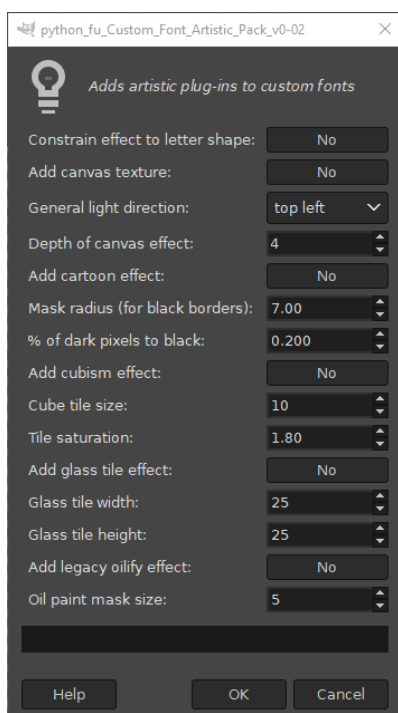 python_fu_Custom_Font_Artistic_Pack_v0-02
Adds artistic plug-ins to custom fonts
Constrain effect to letter shape: No
Add canvas texture: No
General light direction: top left
Depth of canvas effect: 4
Add cartoon effect: No
Mask radius (for black borders): 7.00
% of dark pixels to black: 0.200
Add cubism effect: No
Cube tile size: 10
Tile saturation: 1.80
Add glass tile effect: No
Glass tile width: 25
Glass tile height: 25
Add legacy oilify effect: No
Oil paint mask size: 5
Help OK Cancel